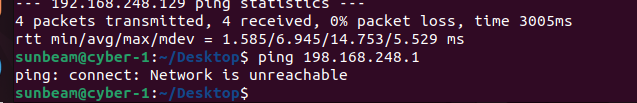 --- 192.168.248.129 ping statistics ---
4 packets transmitted, 4 received, 0% packet loss, time 3005ms
rtt min/avg/max/mdev = 1.585/6.945/14.753/5.529 ms
sunbeam@cyber-1:~/Desktop$ ping 198.168.248.1
ping: connect: Network is unreachable
sunbeam@cyber-1:~/Desktop$